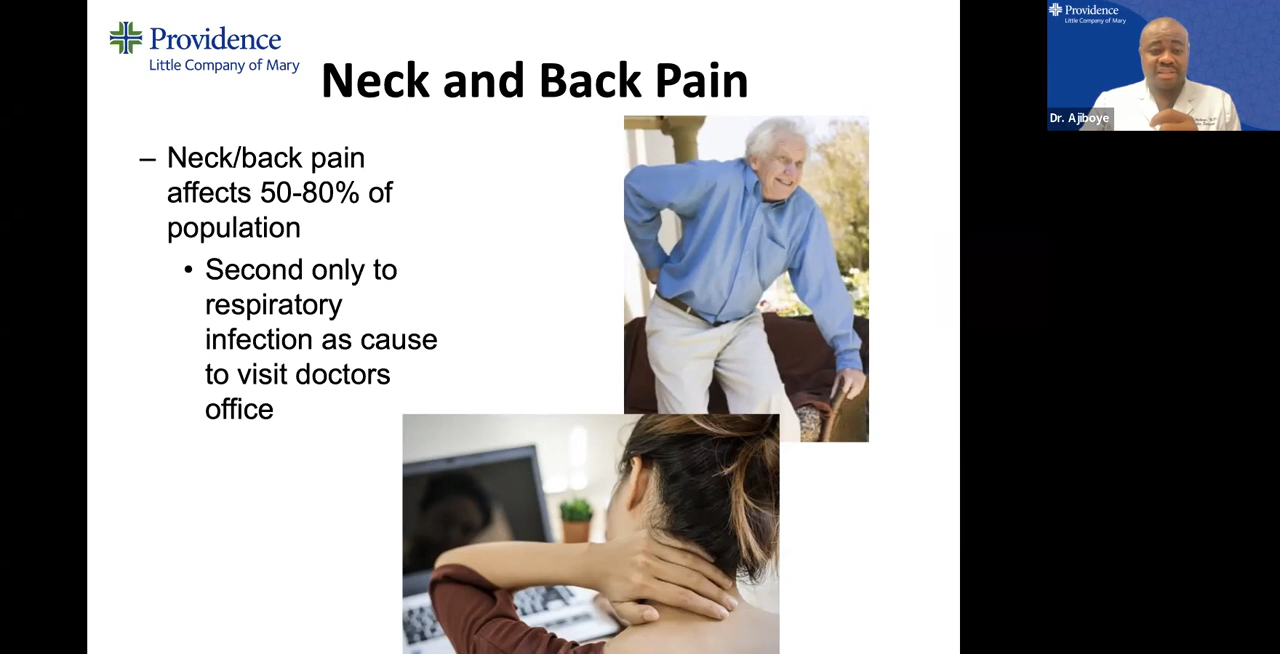 Providence
Little Company of Mary
Neck and Back Pain
– Neck/back pain
affects 50-80% of
population
• Second only to
respiratory
infection as cause
to visit doctors
office
Providence
Little Company of Mary
Dr. Ajiboye